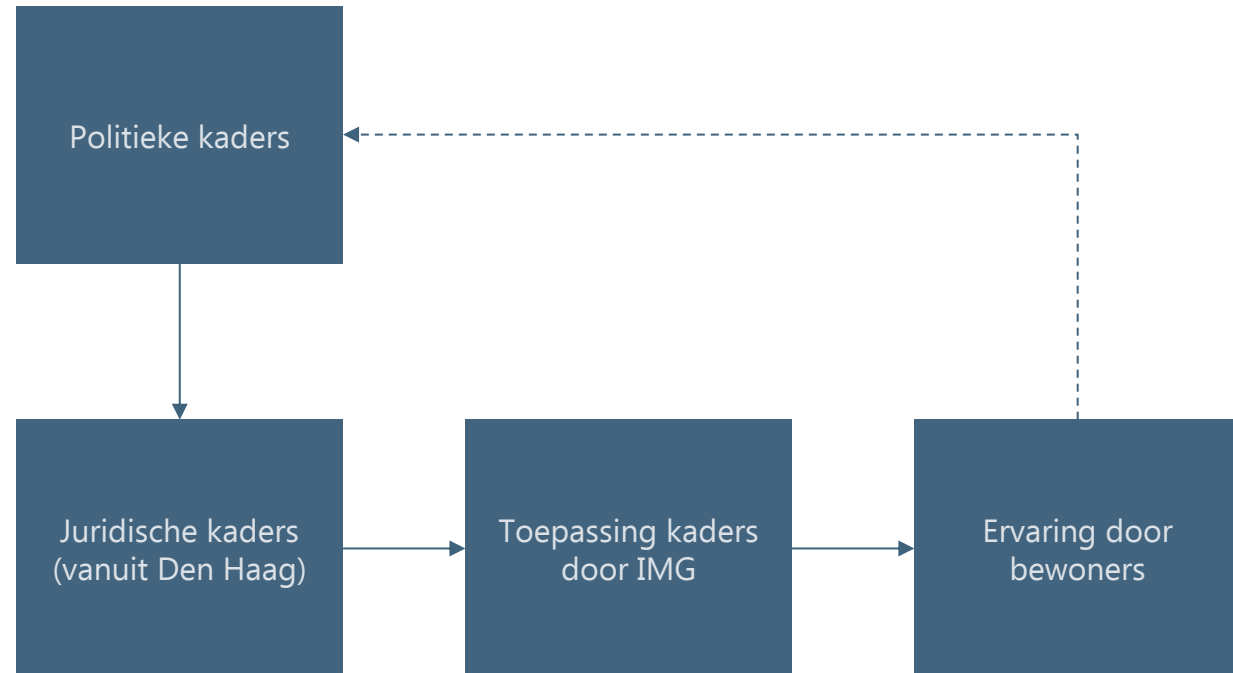 Politieke kaders
Juridische kaders
(vanuit Den Haag)
Toepassing kaders
door IMG
Ervaring door
bewoners